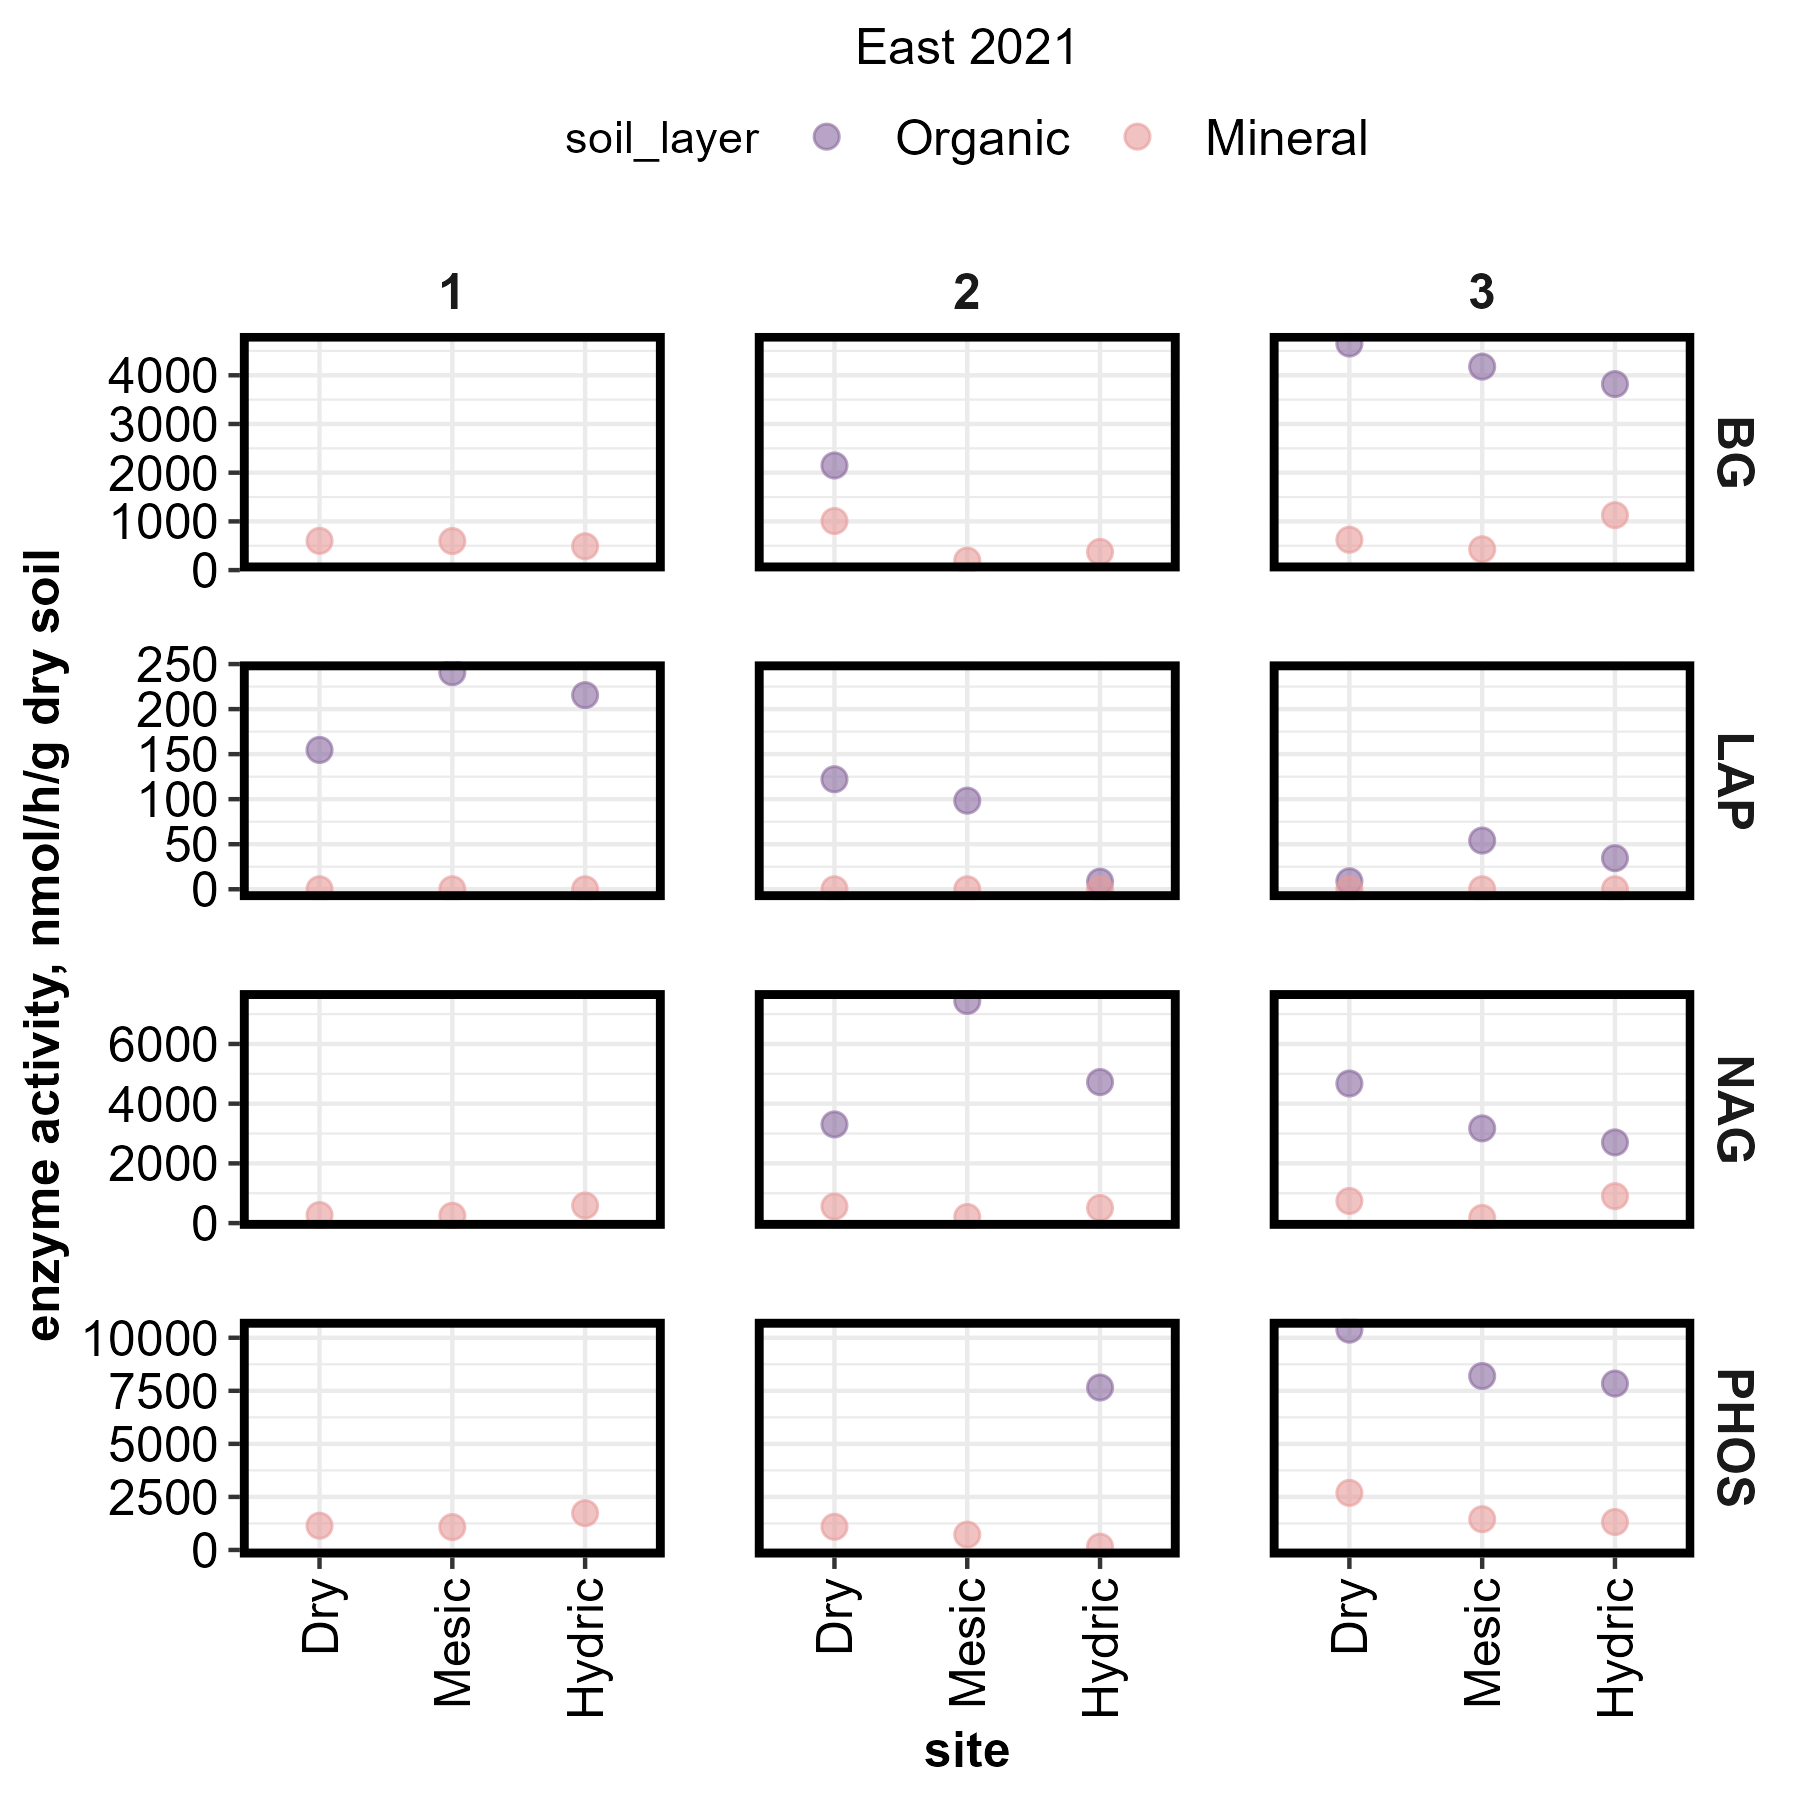 East 2021
soil_layer Organic Mineral
1 2 3
4000
3000
2000
1000
0
BG
250
200
150
100
50
0
LAP
6000
4000
2000
0
NAG
10000
7500
5000
2500
0
PHOS
enzyme activity, nmol/h/g dry soil
Dry Mesic Hydric Dry Mesic Hydric Dry Mesic Hydric
site